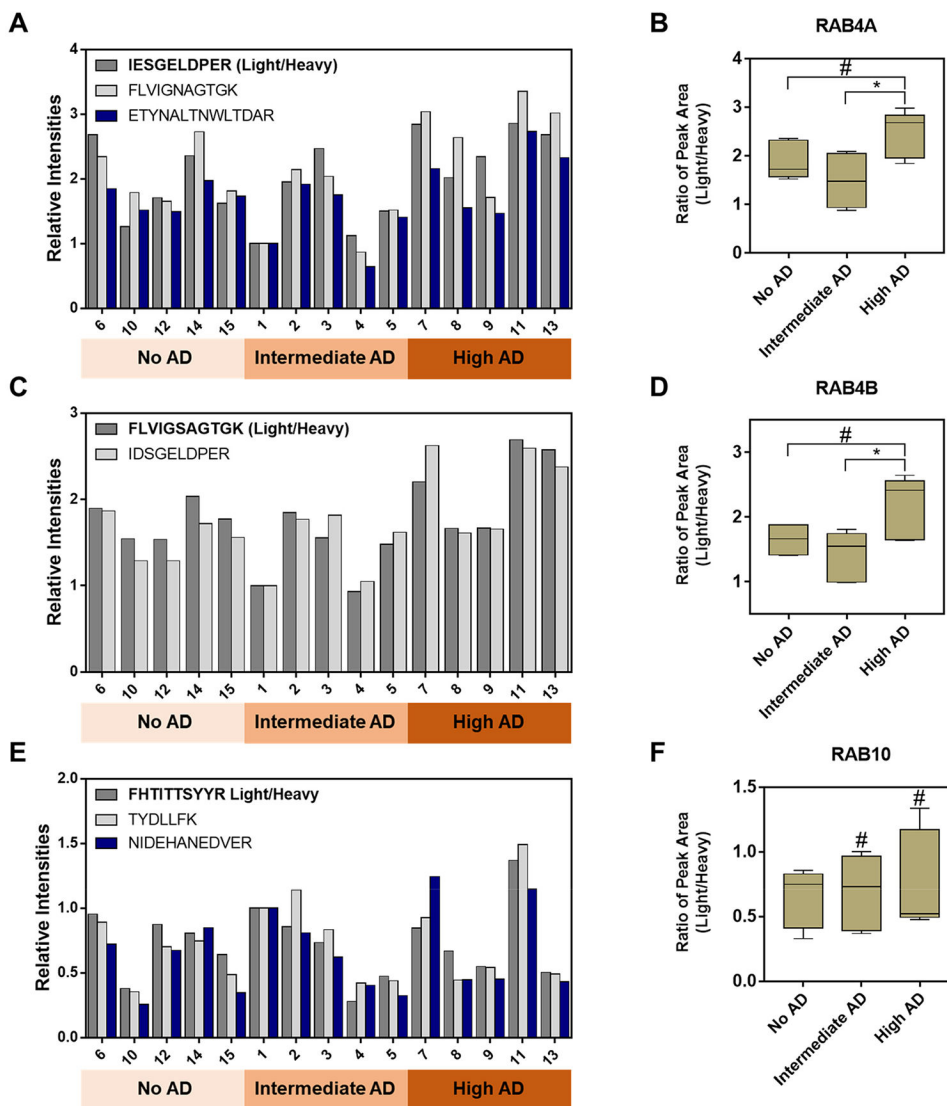 A
Relative Intensities
4
3
2
1
0
IESGELDPER (Light/Heavy)
FLVIGNAGTGK
ETYNALTNWLTDAR
6 10 12 14 15 1 2 3 4 5 7 8 9 11 13
No AD Intermediate AD High AD
B
RAB4A
Ratio of Peak Area
(Light/Heavy)
4
3
2
1
0
#
*
No AD
Intermediate AD
High AD
C
Relative Intensities
3
2
1
0
FLVIGSAGTGK (Light/Heavy)
IDSGELDPER
6 10 12 14 15 1 2 3 4 5 7 8 9 11 13
No AD Intermediate AD High AD
D
RAB4B
Ratio of Peak Area
(Light/Heavy)
3
2
1
#
*
No AD
Intermediate AD
High AD
E
Relative Intensities
2.0
1.5
1.0
0.5
0.0
FHTITTSYYR Light/Heavy
TYDLLFK
NIDEHANEDVER
6 10 12 14 15 1 2 3 4 5 7 8 9 11 13
No AD Intermediate AD High AD
F
RAB10
Ratio of Peak Area
(Light/Heavy)
1.5
1.0
0.5
0.0
#
#
No AD
Intermediate AD
High AD